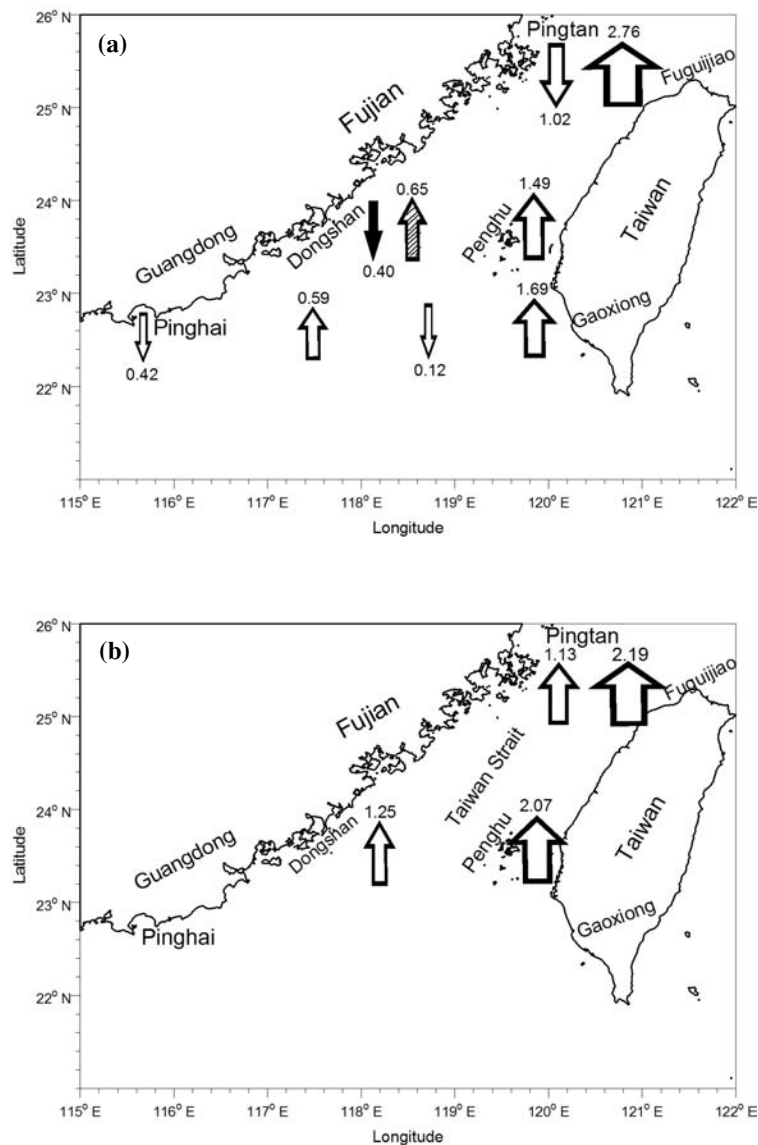 26° N
(a)
Pingtan
2.76
Fuguijiao
25° N
1.02
Fujian
Latitude
24° N
0.65
1.49
Dongshan
Penghu
Taiwan
Guangdong
0.40
23° N
0.59
1.69
Gaoxiong
Pinghai
0.42
0.12
22° N
115° E 116° E 117° E 118° E 119° E 120° E 121° E 122° E
Longitude
26° N
(b)
Pingtan
1.13
2.19
Fuguijiao
25° N
Fujian
Taiwan Strait
Latitude
24° N
1.25
2.07
Dongshan
Penghu
Taiwan
Guangdong
23° N
Gaoxiong
Pinghai
22° N
115° E 116° E 117° E 118° E 119° E 120° E 121° E 122° E
Longitude